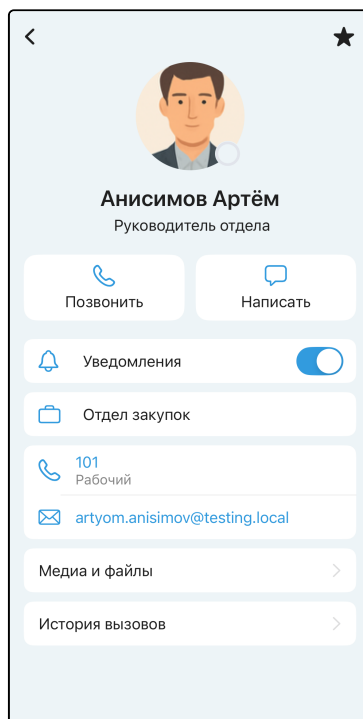 Анисимов Артём
Руководитель отдела
Позвонить
Написать
Уведомления
Отдел закупок
101
Рабочий
artyom.anisimov@testing.local
Медиа и файлы
История вызовов